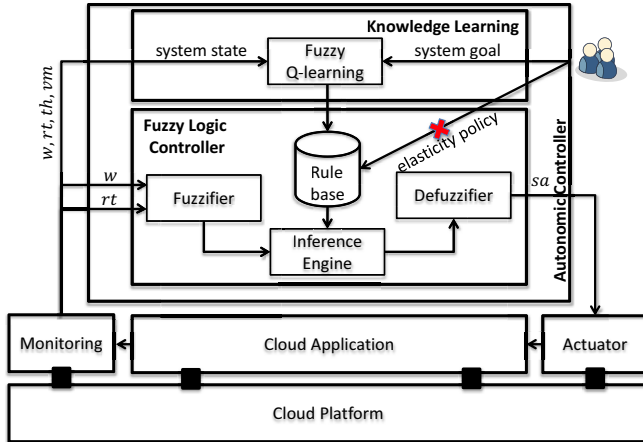 Knowledge Learning
system state
Fuzzy
Q-learning
system goal
w, rt, th, vm
Fuzzy Logic
Controller
elasticity policy
Rule
base
w
rt
Fuzzifier
Defuzzifier
sa
Inference
Engine
Autonomic Controller
Monitoring
Cloud Application
Actuator
Cloud Platform